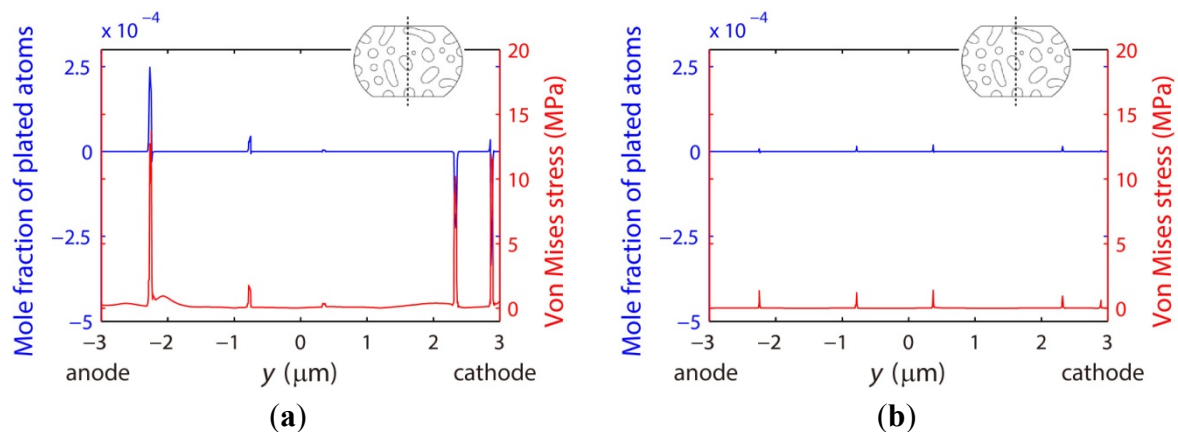 x 10⁻⁴
20
2.5
15
0
10
−2.5
5
0
−5
Mole fraction of plated atoms
Von Mises stress (MPa)
−3 −2 −1 0 1 2 3
anode y (μm) cathode
(a)
x 10⁻⁴
20
2.5
15
0
10
−2.5
5
0
−5
Mole fraction of plated atoms
Von Mises stress (MPa)
−3 −2 −1 0 1 2 3
anode y (μm) cathode
(b)